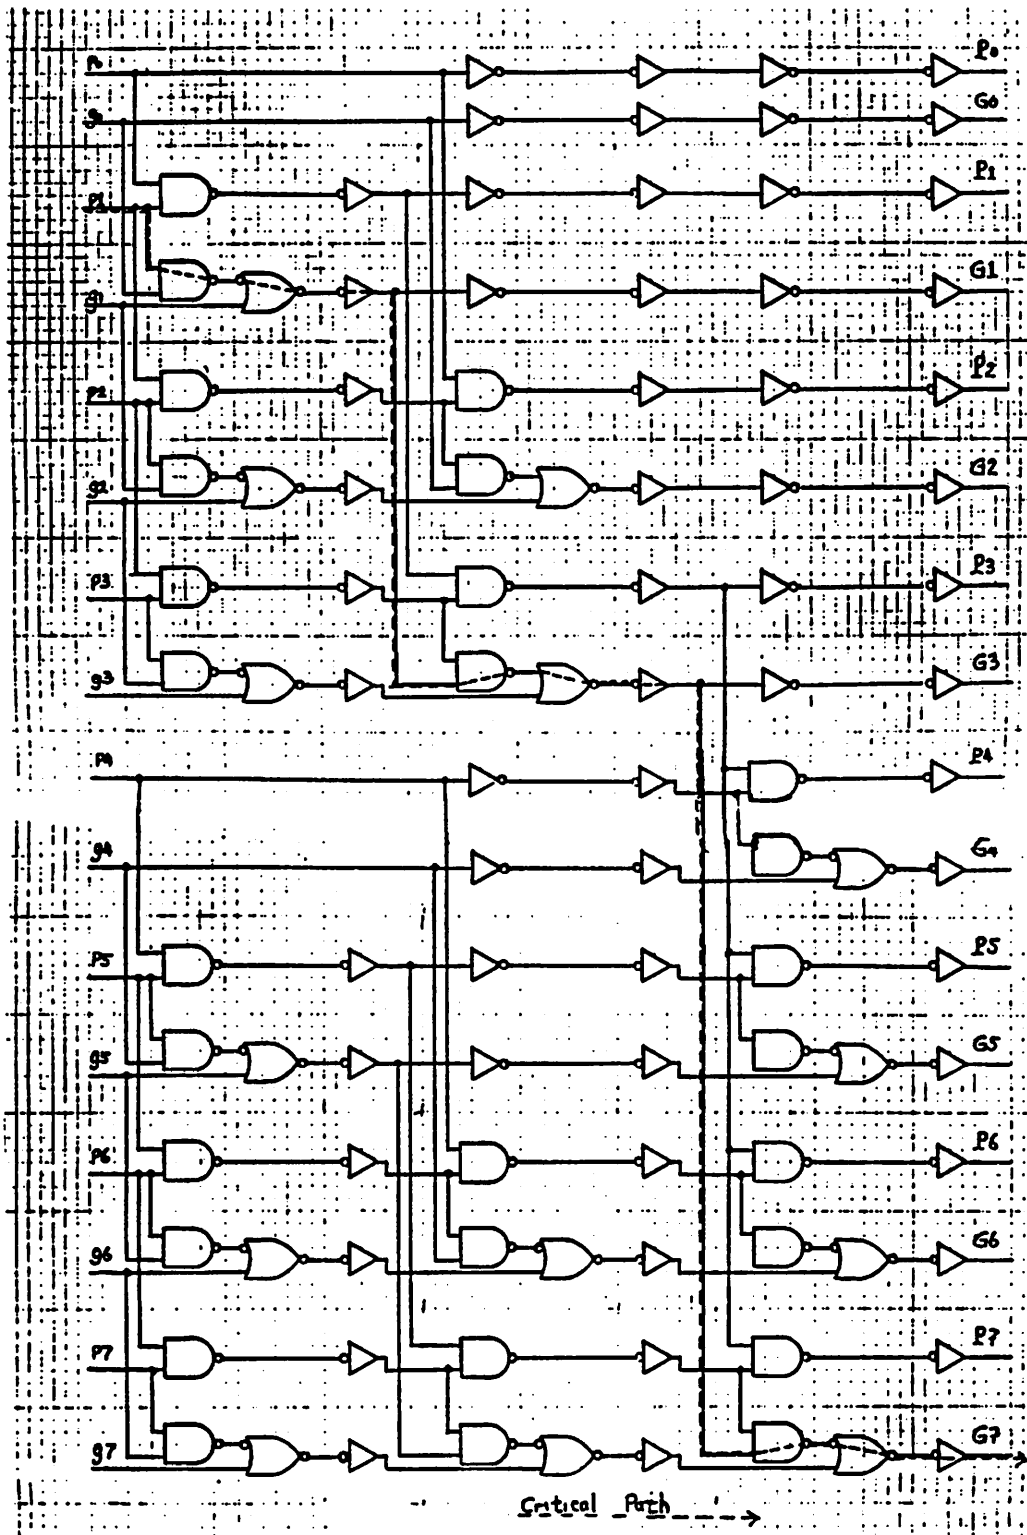 P0 P0
g0 G0
P1 P1
g1 G1
P2 P2
g2 G2
P3 P3
g3 G3
P4 P4
g4 G4
P5 P5
g5 G5
P6 P6
g6 G6
P7 P7
g7 G7
Critical Path